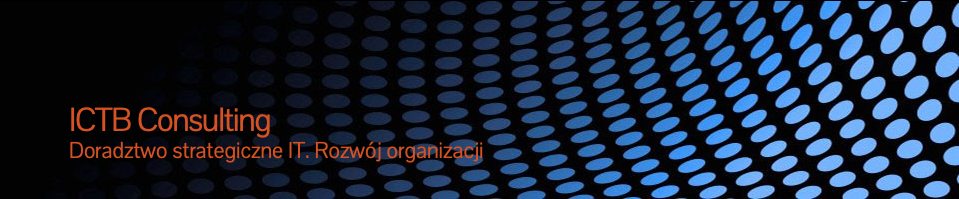 ICTB Consulting
Doradztwo strategiczne IT. Rozwój organizacji